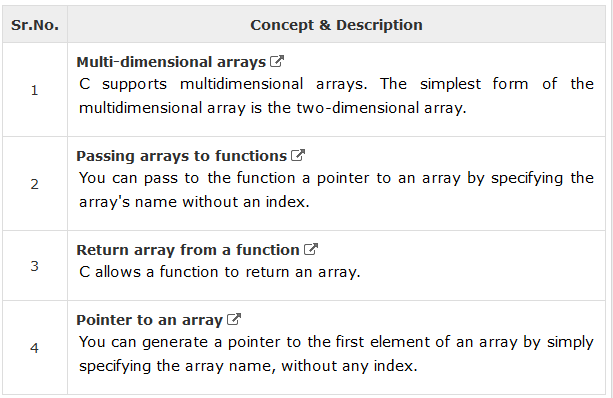 Sr.No. Concept & Description
1
Multi-dimensional arrays
C supports multidimensional arrays. The simplest form of the
multidimensional array is the two-dimensional array.
2
Passing arrays to functions
You can pass to the function a pointer to an array by specifying the
array's name without an index.
3
Return array from a function
C allows a function to return an array.
4
Pointer to an array
You can generate a pointer to the first element of an array by simply
specifying the array name, without any index.